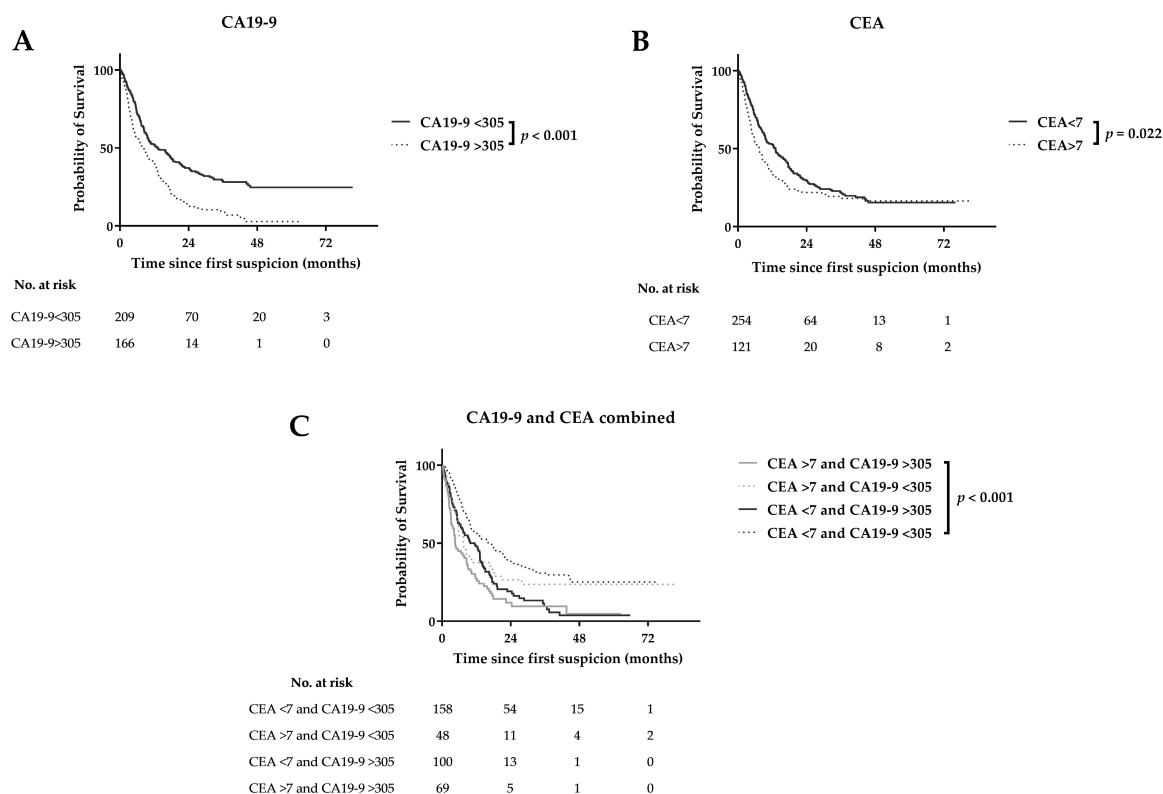 A
CA19-9
Probability of Survival
100
50
0
0 24 48 72
Time since first suspicion (months)
CA19-9 <305
CA19-9 >305
p < 0.001
No. at risk
CA19-9<305 209 70 20 3
CA19-9>305 166 14 1 0
B
CEA
Probability of Survival
100
50
0
0 24 48 72
Time since first suspicion (months)
CEA<7
CEA>7
p = 0.022
No. at risk
CEA<7 254 64 13 1
CEA>7 121 20 8 2
C
CA19-9 and CEA combined
Probability of Survival
100
50
0
0 24 48 72
Time since first suspicion (months)
CEA >7 and CA19-9 >305
CEA >7 and CA19-9 <305
CEA <7 and CA19-9 >305
CEA <7 and CA19-9 <305
p < 0.001
No. at risk
CEA <7 and CA19-9 <305 158 54 15 1
CEA >7 and CA19-9 <305 48 11 4 2
CEA <7 and CA19-9 >305 100 13 1 0
CEA >7 and CA19-9 >305 69 5 1 0